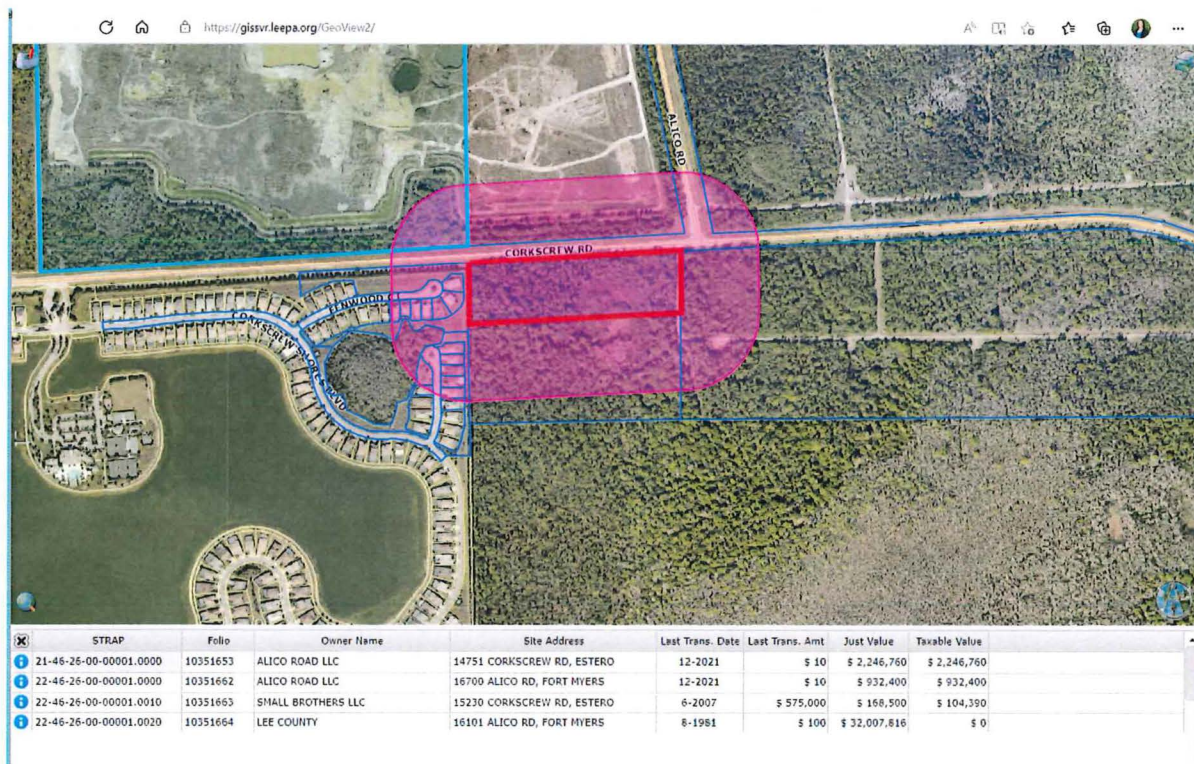 https://gissvr.leepa.org/GeoView2/
ALICO RD
CORKSCREW RD
FENWOOD CT
CORKSCREW SHORES BLVD
STRAP Folio Owner Name Site Address Last Trans. Date Last Trans. Amt Just Value Taxable Value
21-46-26-00-00001.0000 10351653 ALICO ROAD LLC 14751 CORKSCREW RD, ESTERO 12-2021 $ 10 $ 2,246,760 $ 2,246,760
22-46-26-00-00001.0000 10351662 ALICO ROAD LLC 16700 ALICO RD, FORT MYERS 12-2021 $ 10 $ 932,400 $ 932,400
22-46-26-00-00001.0010 10351663 SMALL BROTHERS LLC 15230 CORKSCREW RD, ESTERO 6-2007 $ 575,000 $ 168,500 $ 104,390
22-46-26-00-00001.0020 10351664 LEE COUNTY 16101 ALICO RD, FORT MYERS 8-1981 $ 100 $ 32,007,816 $ 0